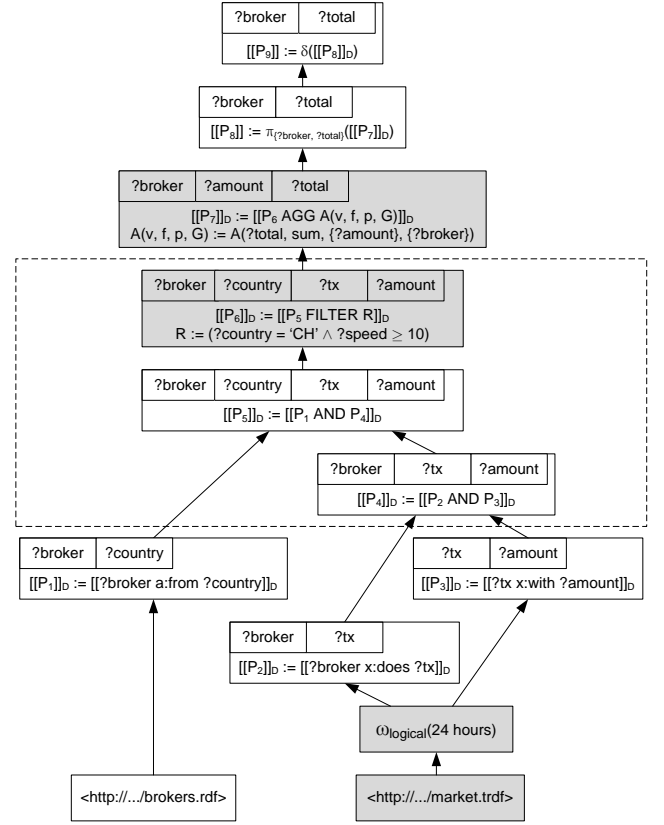 ?broker ?total
[[P9]] := δ([[P8]]D)
?broker ?total
[[P8]] := π{?broker, ?total}([[P7]]D)
?broker ?amount ?total
[[P7]]D := [[P6 AGG A(v, f, p, G)]]D
A(v, f, p, G) := A(?total, sum, {?amount}, {?broker})
?broker ?country ?tx ?amount
[[P6]]D := [[P5 FILTER R]]D
R := (?country = ‘CH’ ∧ ?speed ≥ 10)
?broker ?country ?tx ?amount
[[P5]]D := [[P1 AND P4]]D
?broker ?tx ?amount
[[P4]]D := [[P2 AND P3]]D
?broker ?country
[[P1]]D := [[?broker a:from ?country]]D
?tx ?amount
[[P3]]D := [[?tx x:with ?amount]]D
?broker ?tx
[[P2]]D := [[?broker x:does ?tx]]D
ωlogical(24 hours)
<http://.../brokers.rdf>
<http://.../market.trdf>